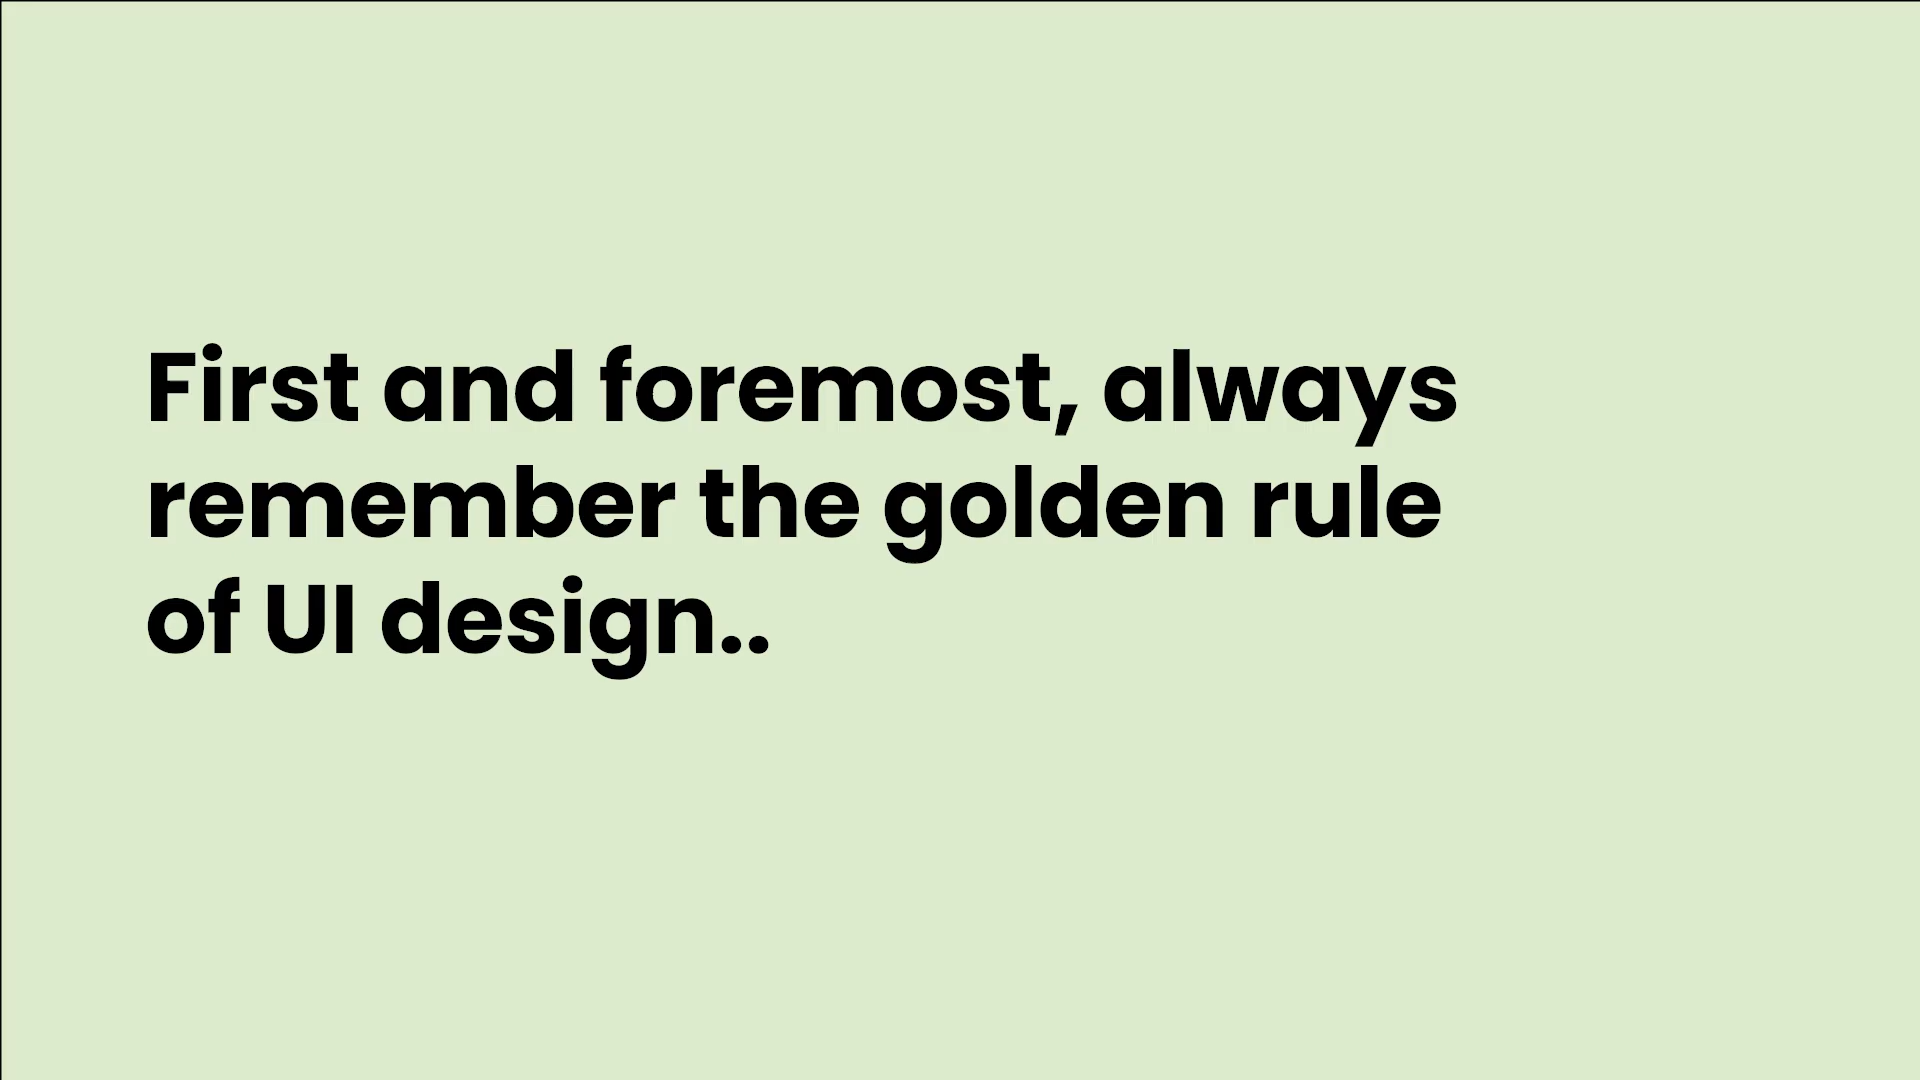 First and foremost, always
remember the golden rule
of UI design..